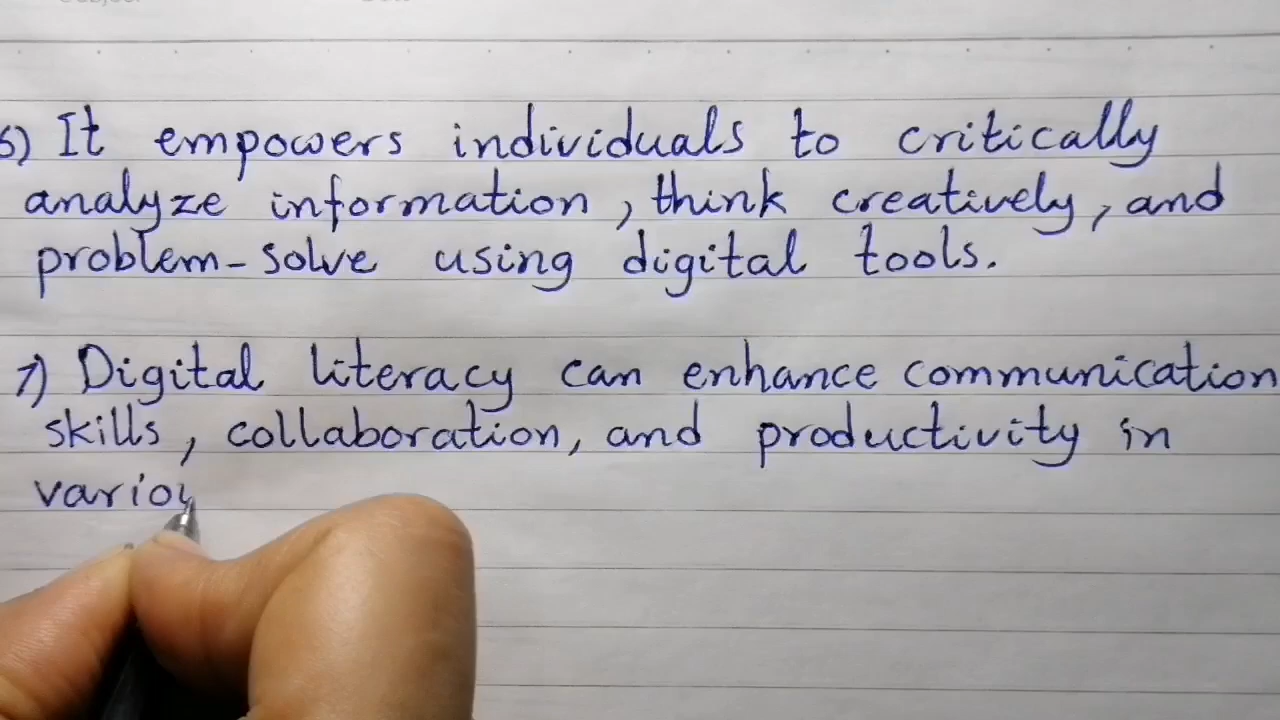 6) It empowers individuals to critically
analyze information, think creatively, and
problem-solve using digital tools.
7) Digital literacy can enhance communication
skills, collaboration, and productivity in
variou